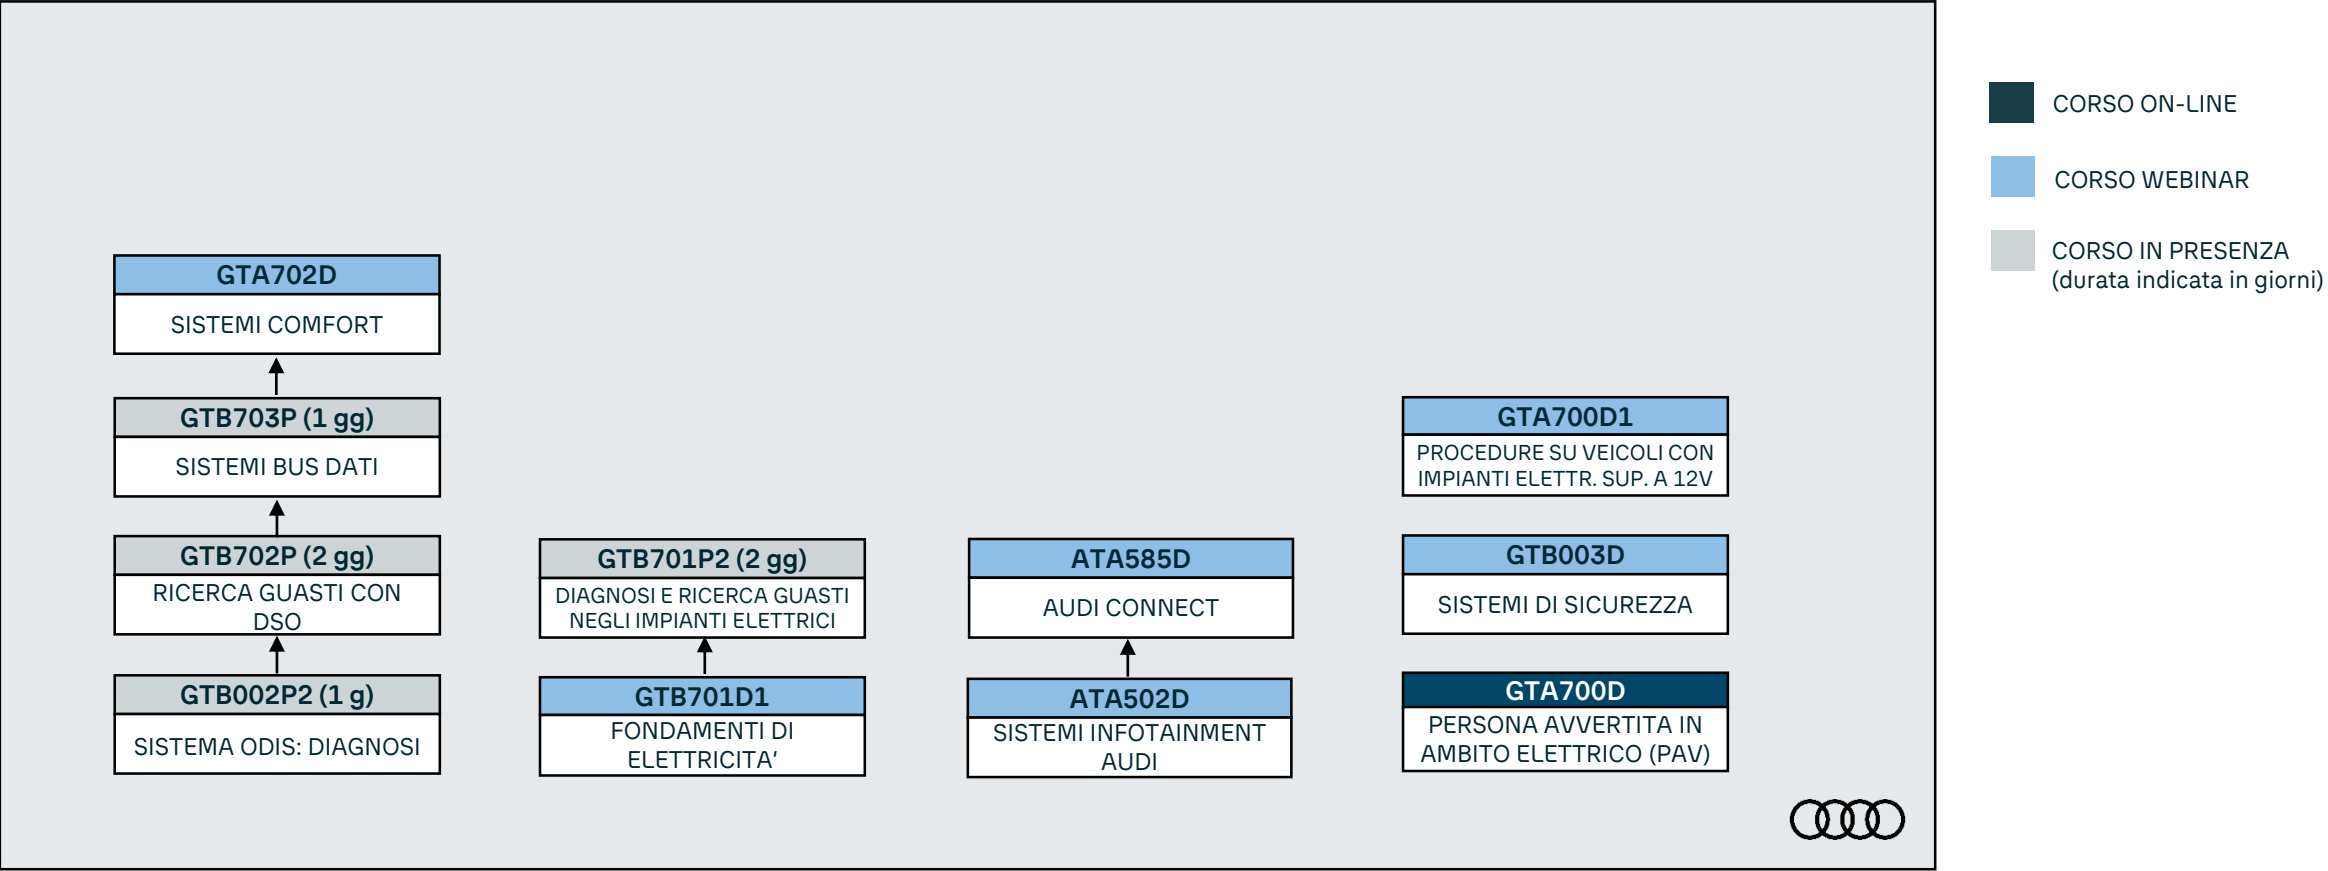 GTA702D
SISTEMI COMFORT
GTB703P (1 gg)
SISTEMI BUS DATI
GTB702P (2 gg)
RICERCA GUASTI CON
DSO
GTB002P2 (1 g)
SISTEMA ODIS: DIAGNOSI
GTB701P2 (2 gg)
DIAGNOSI E RICERCA GUASTI
NEGLI IMPIANTI ELETTRICI
GTB701D1
FONDAMENTI DI
ELETTRICITA’
ATA585D
AUDI CONNECT
ATA502D
SISTEMI INFOTAINMENT
AUDI
GTA700D1
PROCEDURE SU VEICOLI CON
IMPIANTI ELETTR. SUP. A 12V
GTB003D
SISTEMI DI SICUREZZA
GTA700D
PERSONA AVVERTITA IN
AMBITO ELETTRICO (PAV)
CORSO ON-LINE
CORSO WEBINAR
CORSO IN PRESENZA
(durata indicata in giorni)